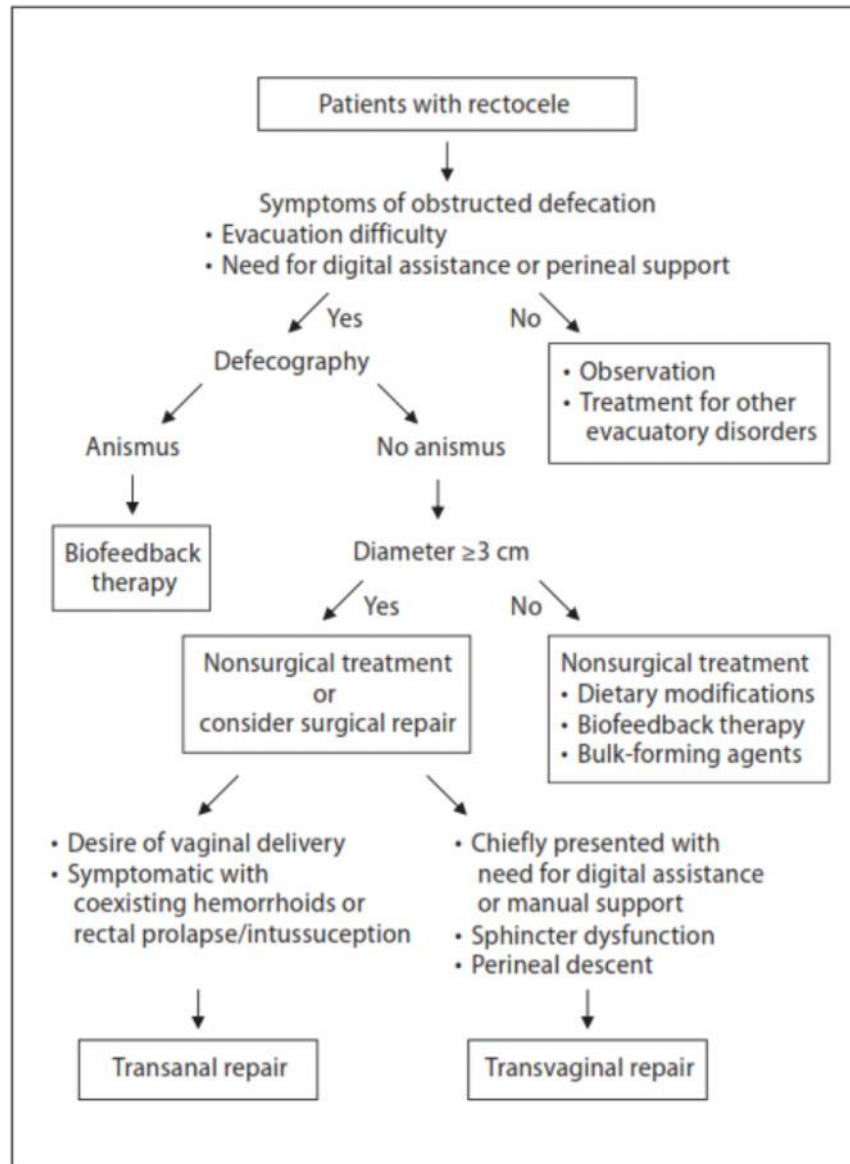 Patients with rectocele
Symptoms of obstructed defecation
• Evacuation difficulty
• Need for digital assistance or perineal support
Yes
No
Defecography
• Observation
• Treatment for other
evacuatory disorders
Anismus
No anismus
Biofeedback
therapy
Diameter ≥3 cm
Yes
No
Nonsurgical treatment
or
consider surgical repair
Nonsurgical treatment
• Dietary modifications
• Biofeedback therapy
• Bulk-forming agents
• Desire of vaginal delivery
• Symptomatic with
coexisting hemorrhoids or
rectal prolapse/intussuception
• Chiefly presented with
need for digital assistance
or manual support
• Sphincter dysfunction
• Perineal descent
Transanal repair
Transvaginal repair